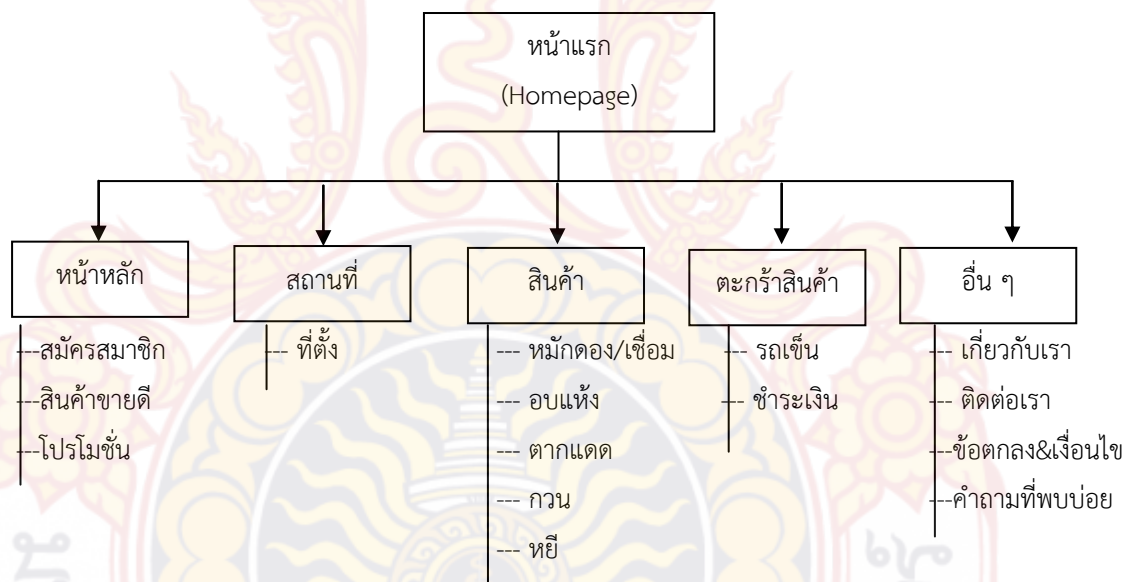 หน้าแรก
(Homepage)
หน้าหลัก
---สมัครสมาชิก
---สินค้าขายดี
---โปรโมชั่น
สถานที่
--- ที่ตั้ง
สินค้า
--- หมักดอง/เชื่อม
--- อบแห้ง
--- ตากแดด
--- กวน
--- หยี
ตะกร้าสินค้า
--- รถเข็น
--- ชำระเงิน
อื่น ๆ
--- เกี่ยวกับเรา
--- ติดต่อเรา
---ข้อตกลง&เงื่อนไข
---คำถามที่พบบ่อย